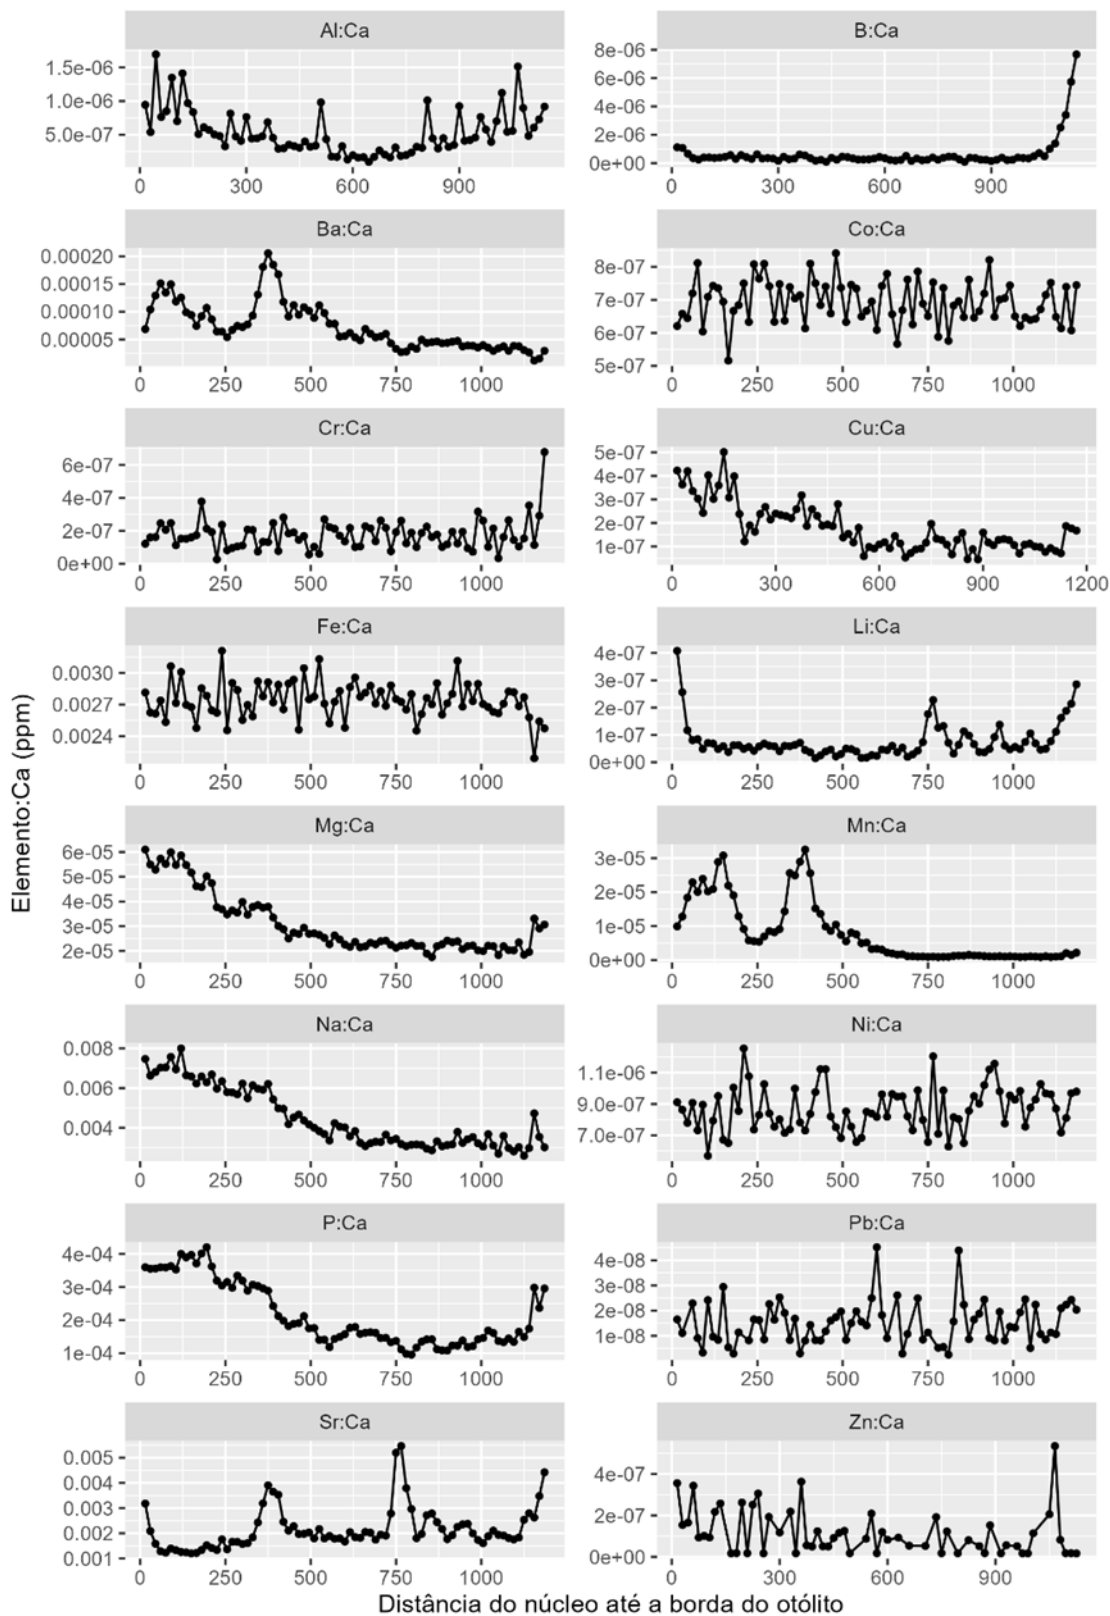 Al:Ca B:Ca
1.5e-06 8e-06
1.0e-06 6e-06
5.0e-07 4e-06
2e-06
0e+00
0 300 600 900 0 300 600 900
Ba:Ca Co:Ca
0.00020 8e-07
0.00015 7e-07
0.00010 6e-07
0.00005 5e-07
0 250 500 750 1000 0 250 500 750 1000
Cr:Ca Cu:Ca
6e-07 5e-07
4e-07 4e-07
2e-07 3e-07
0e+00 2e-07
1e-07
0 250 500 750 1000 0 300 600 900 1200
Fe:Ca Li:Ca
0.0030 4e-07
0.0027 3e-07
0.0024 2e-07
1e-07
0e+00
0 250 500 750 1000 0 250 500 750 1000
Mg:Ca Mn:Ca
6e-05 3e-05
5e-05 2e-05
4e-05 1e-05
3e-05 0e+00
2e-05
0 250 500 750 1000 0 250 500 750 1000
Na:Ca Ni:Ca
0.008 1.1e-06
0.006 9.0e-07
0.004 7.0e-07
0 250 500 750 1000 0 250 500 750 1000
P:Ca Pb:Ca
4e-04 4e-08
3e-04 3e-08
2e-04 2e-08
1e-04 1e-08
0 250 500 750 1000 0 250 500 750 1000
Sr:Ca Zn:Ca
0.005 4e-07
0.004 2e-07
0.003 0e+00
0.002
0.001
0 250 500 750 1000 0 300 600 900
Elemento:Ca (ppm)
Distância do núcleo até a borda do otólito